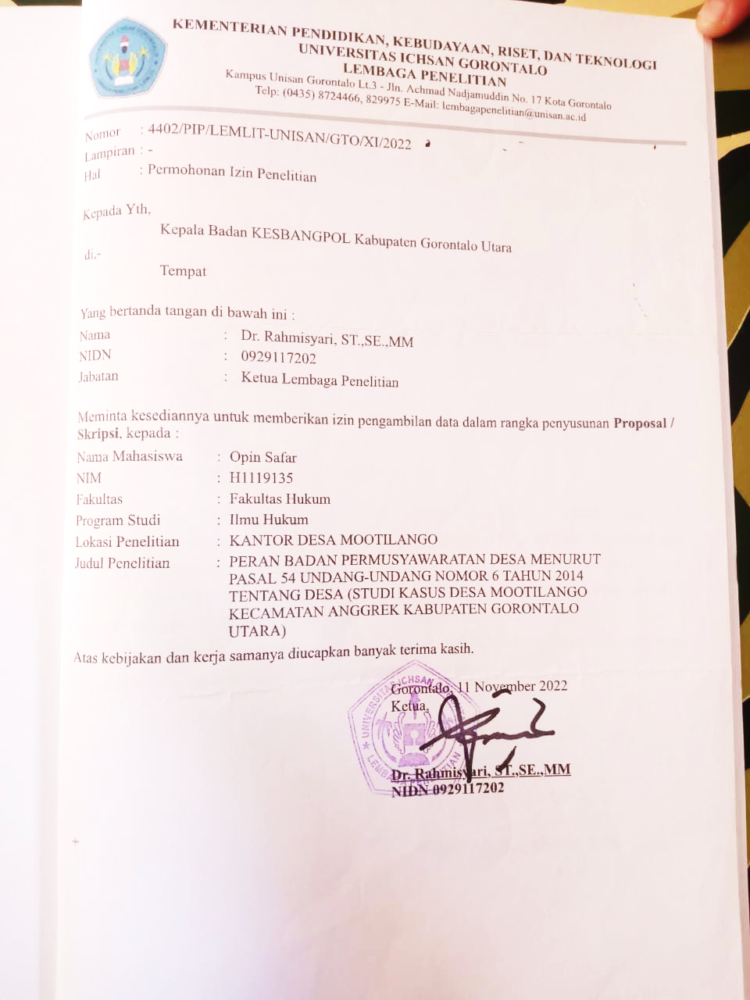 KEMENTERIAN PENDIDIKAN, KEBUDAYAAN, RISET, DAN TEKNOLOGI
UNIVERSITAS ICHSAN GORONTALO
LEMBAGA PENELITIAN
Kampus Unisan Gorontalo Lt.3 - Jln. Achmad Nadjamuddin No. 17 Kota Gorontalo
Telp: (0435) 8724466, 829975 E-Mail: lembagapenelitian@unisan.ac.id
Nomor : 4402/PIP/LEMLIT-UNISAN/GTO/XI/2022
Lampiran : -
Hal : Permohonan Izin Penelitian
Kepada Yth,
Kepala Badan KESBANGPOL Kabupaten Gorontalo Utara
di.-
Tempat
Yang bertanda tangan di bawah ini :
Nama : Dr. Rahmisyari, ST.,SE.,MM
NIDN : 0929117202
Jabatan : Ketua Lembaga Penelitian
Meminta kesediannya untuk memberikan izin pengambilan data dalam rangka penyusunan Proposal /
Skripsi, kepada :
Nama Mahasiswa : Opin Safar
NIM : H1119135
Fakultas : Fakultas Hukum
Program Studi : Ilmu Hukum
Lokasi Penelitian : KANTOR DESA MOOTILANGO
Judul Penelitian : PERAN BADAN PERMUSYAWARATAN DESA MENURUT
PASAL 54 UNDANG-UNDANG NOMOR 6 TAHUN 2014
TENTANG DESA (STUDI KASUS DESA MOOTILANGO
KECAMATAN ANGGREK KABUPATEN GORONTALO
UTARA)
Atas kebijakan dan kerja samanya diucapkan banyak terima kasih.
Gorontalo, 11 November 2022
Ketua,
UNIVERSITAS ICHSAN
LEMBAGA PENELITIAN
Dr. Rahmisyari, ST.,SE.,MM
NIDN 0929117202